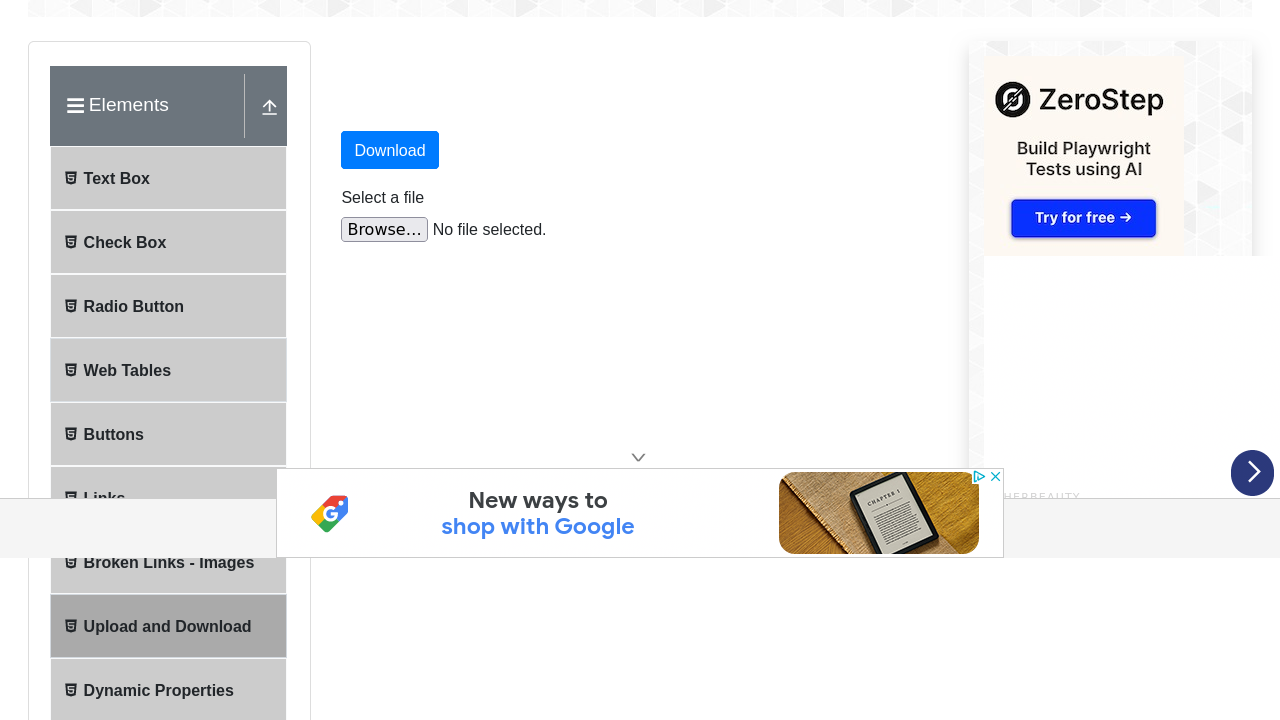 Elements
Text Box
Check Box
Radio Button
Web Tables
Buttons
Links
Broken Links - Images
Upload and Download
Dynamic Properties
Download
Select a file
Browse... No file selected.
ZeroStep
Build Playwright
Tests using AI
Try for free →
HERBEAUTY
New ways to
shop with Google
CHAPTER 1